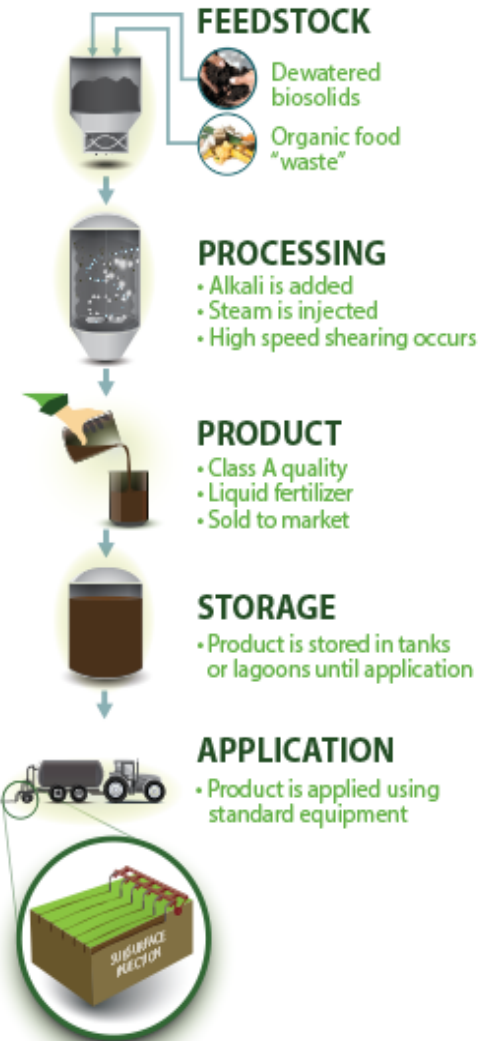 FEEDSTOCK
Dewatered
biosolids
Organic food
"waste"
PROCESSING
• Alkali is added
• Steam is injected
• High speed shearing occurs
PRODUCT
• Class A quality
• Liquid fertilizer
• Sold to market
STORAGE
• Product is stored in tanks
or lagoons until application
APPLICATION
• Product is applied using
standard equipment
SUBSURFACE
INJECTION